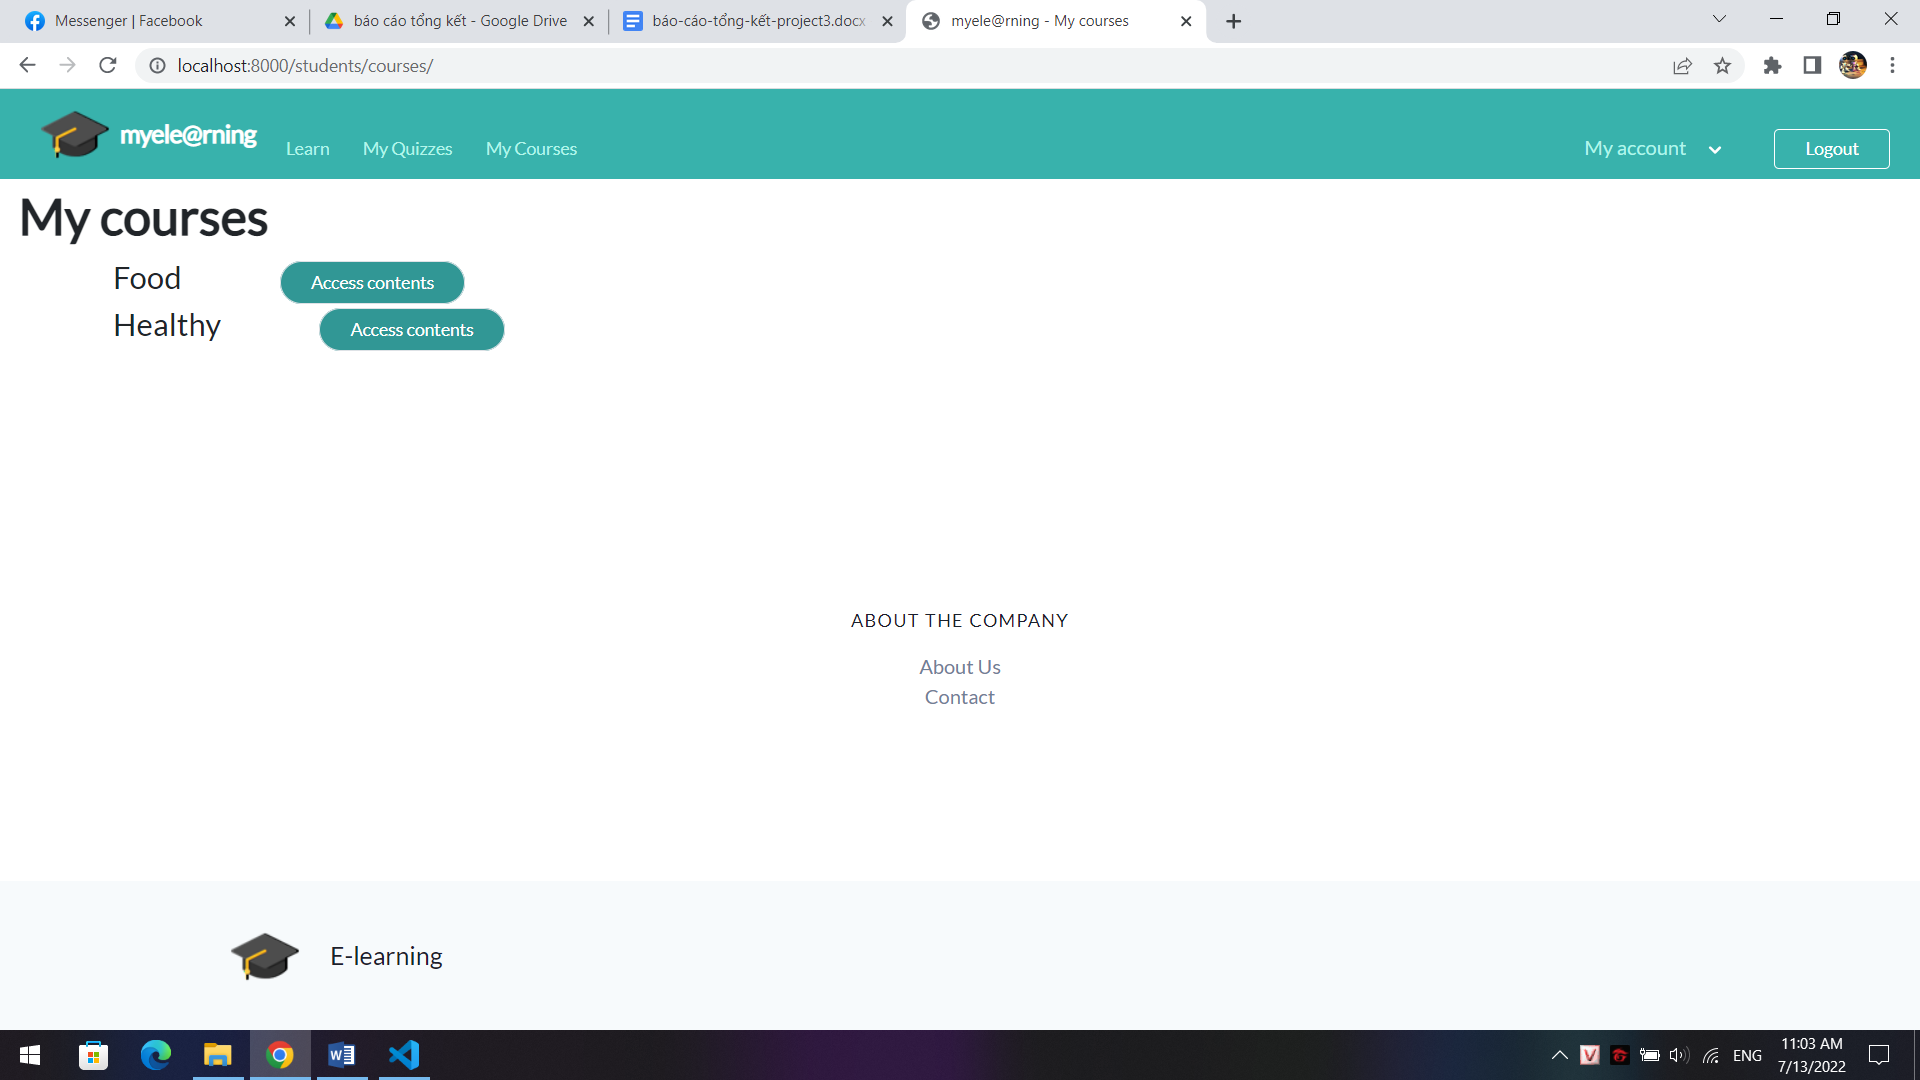 Messenger | Facebook
báo cáo tổng kết - Google Drive
báo-cáo-tổng-kết-project3.docx
myele@rning - My courses
localhost:8000/students/courses/
myele@rning
Learn
My Quizzes
My Courses
My account
Logout
My courses
Food
Access contents
Healthy
Access contents
ABOUT THE COMPANY
About Us
Contact
E-learning
ENG
11:03 AM
7/13/2022